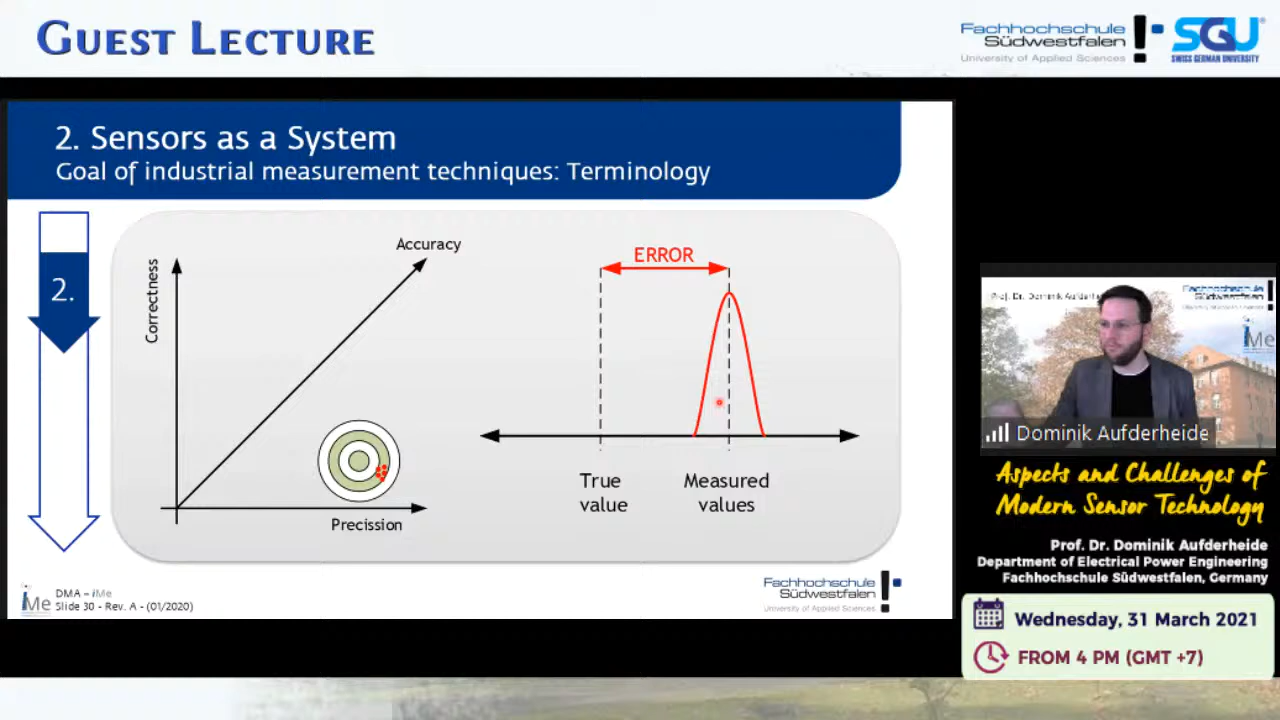 GUEST LECTURE
Fachhochschule
Südwestfalen
University of Applied Sciences
SGU
SWISS GERMAN UNIVERSITY
2. Sensors as a System
Goal of industrial measurement techniques: Terminology
2.
Correctness
Accuracy
Precission
ERROR
True
value
Measured
values
iMe
DMA – iMe
Slide 30 - Rev. A - (01/2020)
Fachhochschule
Südwestfalen
University of Applied Sciences
Prof. Dr. Dominik Aufderhe
Fachhochschule
Südwestfalen
iMe
Dominik Aufderheide
Aspects and Challenges of
Modern Sensor Technology
Prof. Dr. Dominik Aufderheide
Department of Electrical Power Engineering
Fachhochschule Südwestfalen, Germany
Wednesday, 31 March 2021
FROM 4 PM (GMT +7)